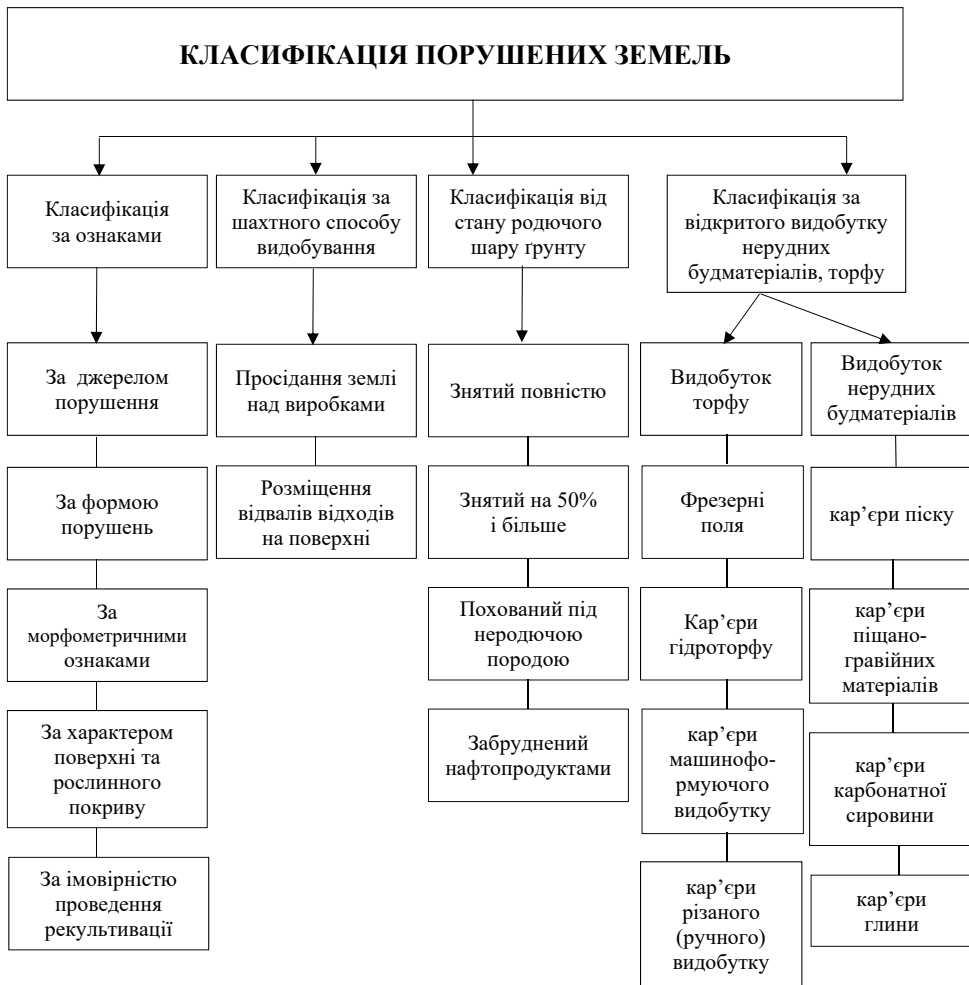 КЛАСИФІКАЦІЯ ПОРУШЕНИХ ЗЕМЕЛЬ
Класифікація
за ознаками
Класифікація за
шахтного способу
видобування
Класифікація від
стану родючого
шару ґрунту
Класифікація за
відкритого видобутку
нерудних
будматеріалів, торфу
За джерелом
порушення
Просідання землі
над виробками
Знятий повністю
Видобуток
торфу
Видобуток
нерудних
будматеріалів
За формою
порушень
Розміщення
відвалів відходів
на поверхні
Знятий на 50%
і більше
Фрезерні
поля
кар’єри піску
За
морфометричними
ознаками
Похований під
неродючою
породою
Кар’єри
гідроторфу
кар’єри
піщано-
гравійних
матеріалів
За характером
поверхні та
рослинного
покриву
Забруднений
нафтопродуктами
кар’єри
машинофо-
рмуючого
видобутку
кар’єри
карбонатної
сировини
За імовірністю
проведення
рекультивації
кар’єри
різаного
(ручного)
видобутку
кар’єри
глини